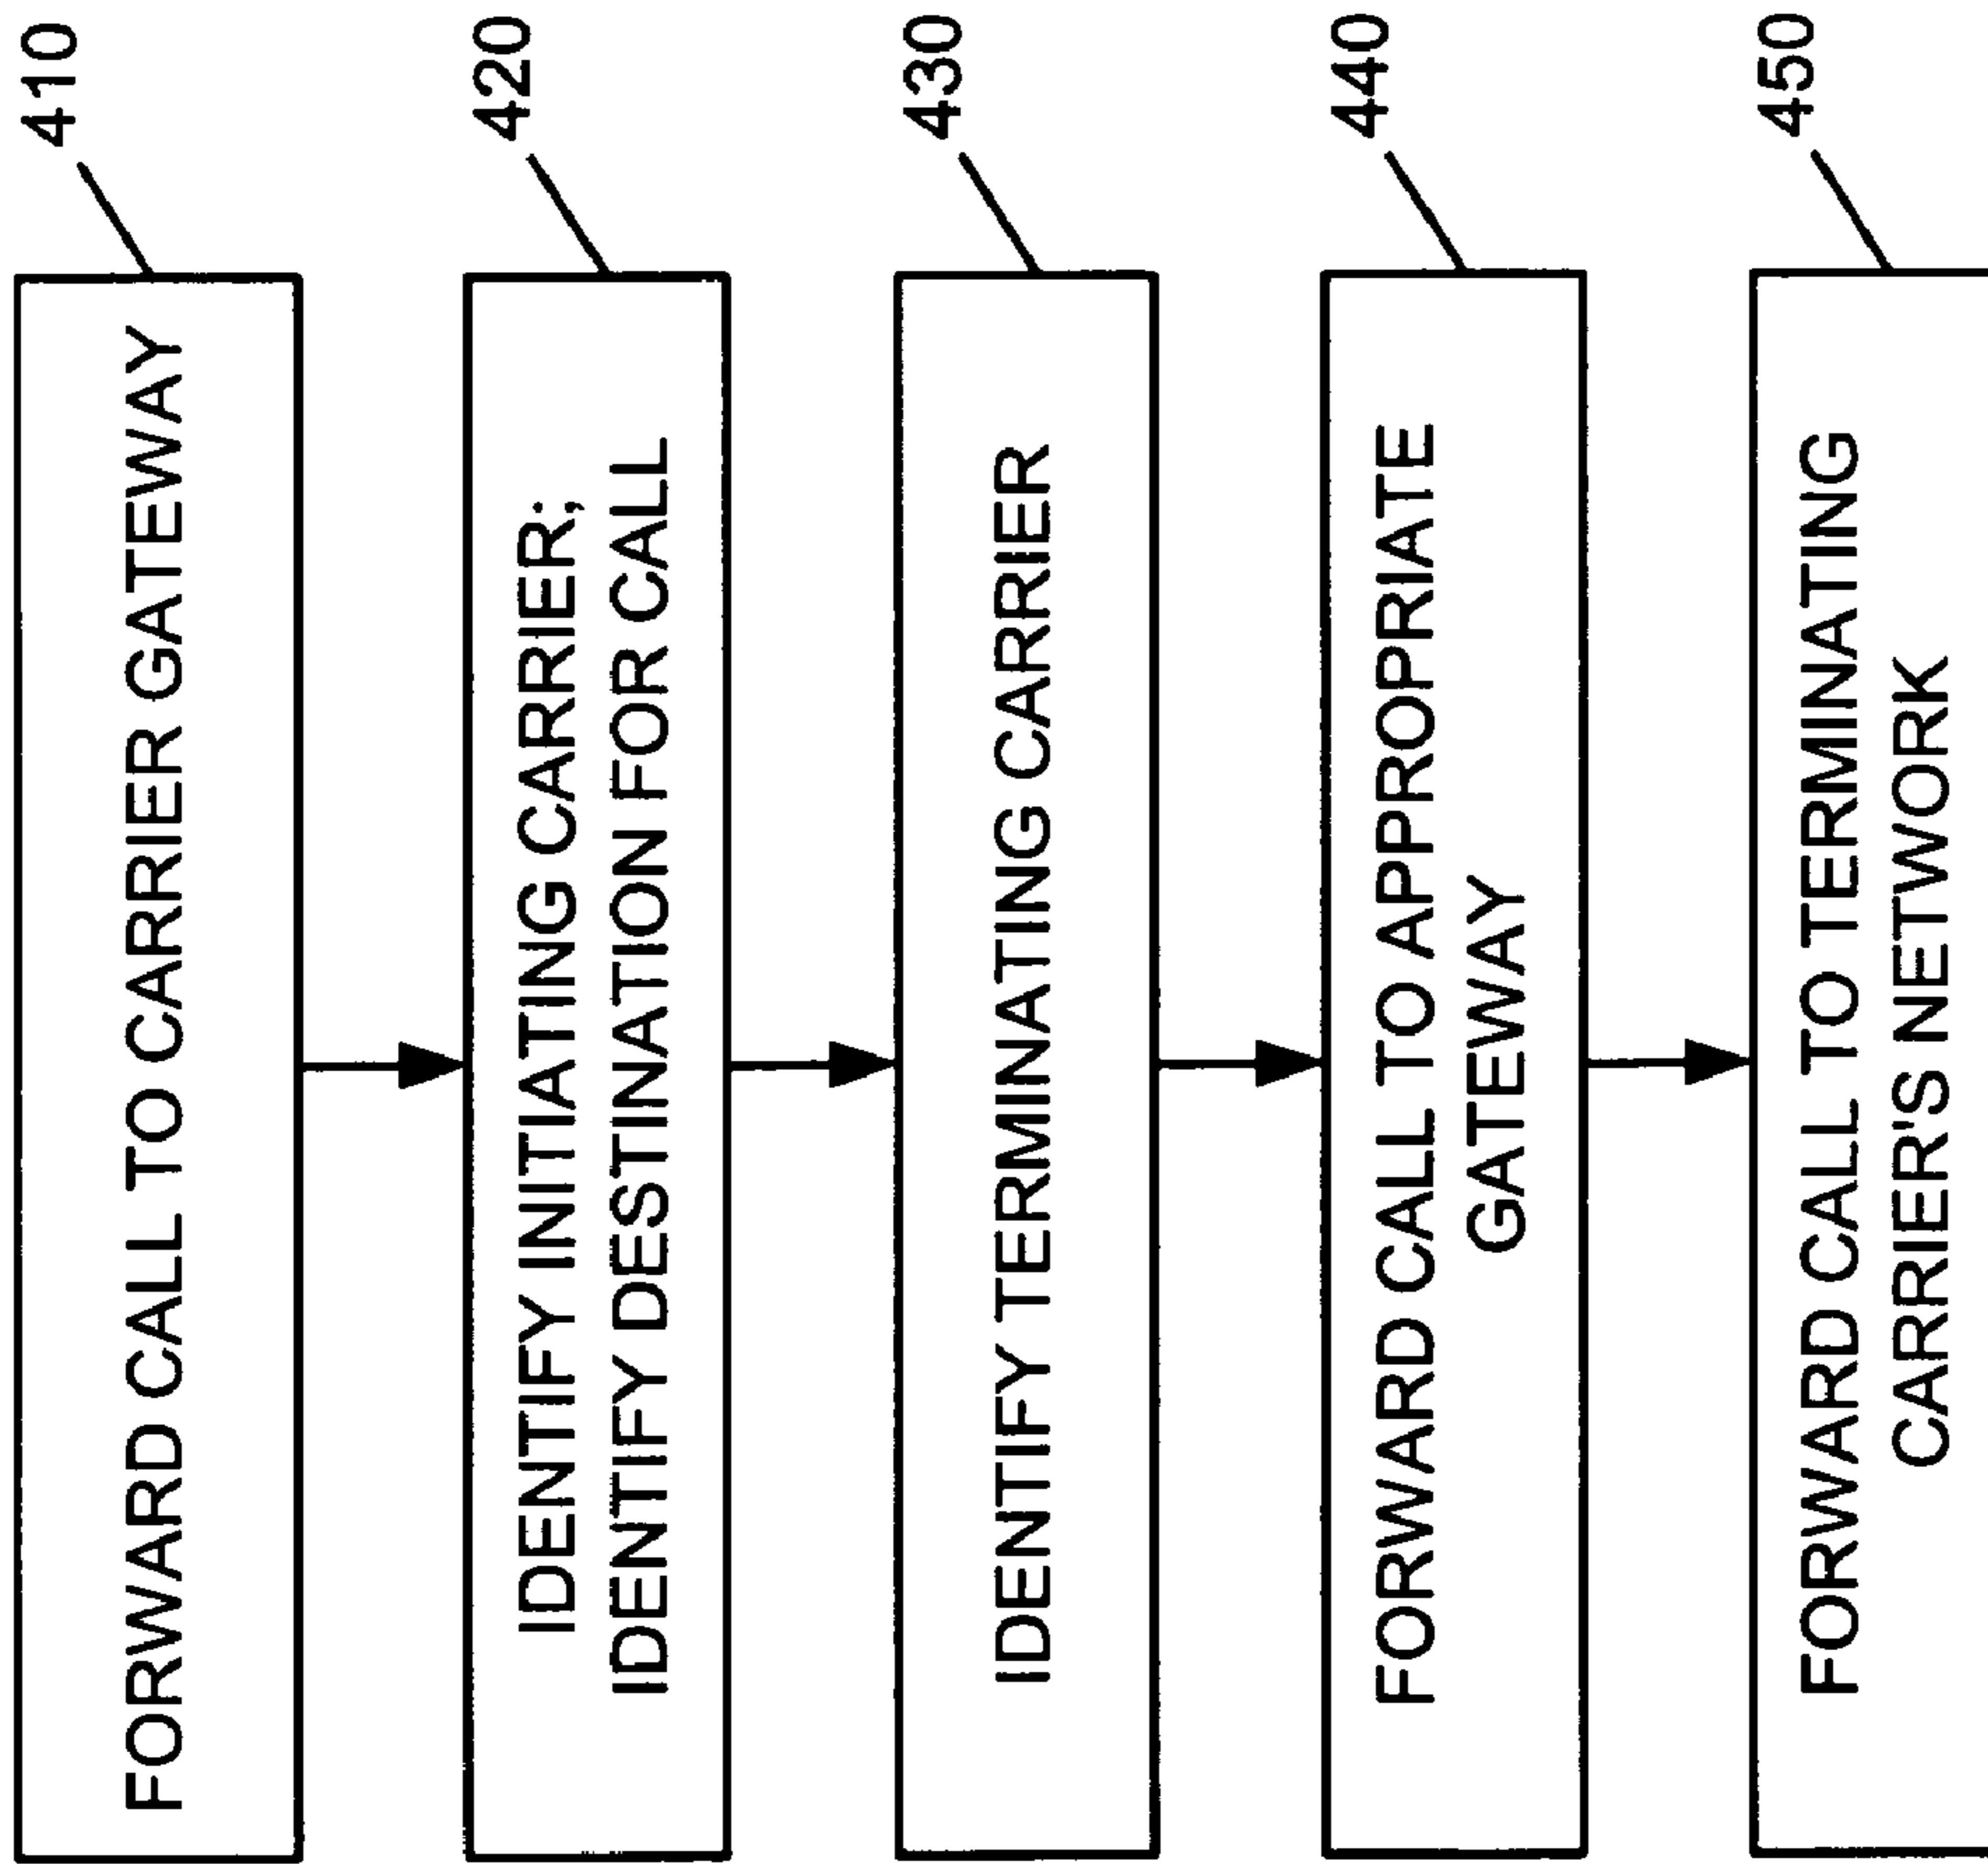 410
FORWARD CALL TO CARRIER GATEWAY
420
IDENTIFY INITIATING CARRIER;
IDENTIFY DESTINATION FOR CALL
430
IDENTIFY TERMINATING CARRIER
440
FORWARD CALL TO APPROPRIATE
GATEWAY
450
FORWARD CALL TO TERMINATING
CARRIER'S NETWORK